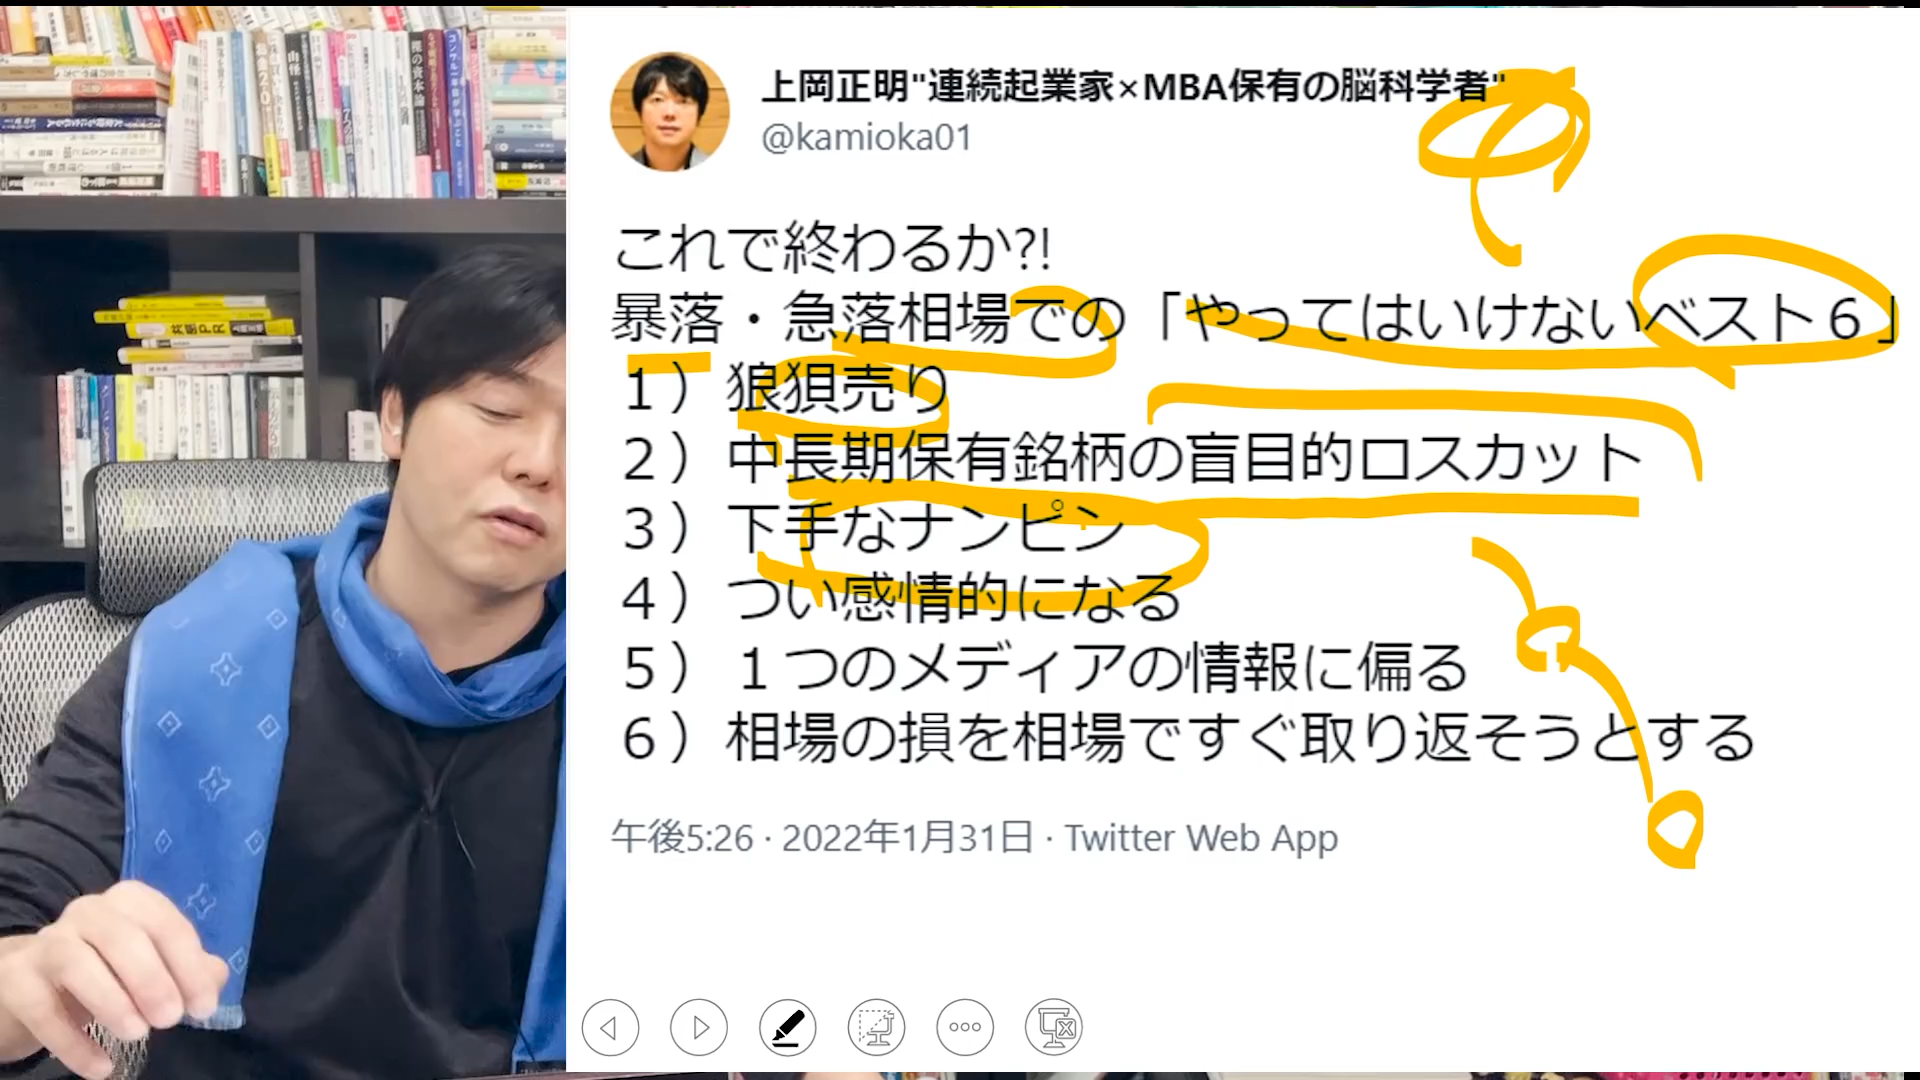 上岡正明"連続起業家×MBA保有の脳科学者"
@kamioka01
これで終わるか?!
暴落・急落相場での「やってはいけないベスト６」
１）狼狽売り
２）中長期保有銘柄の盲目的ロスカット
３）下手なナンピン
４）つい感情的になる
５）１つのメディアの情報に偏る
６）相場の損を相場ですぐ取り返そうとする
午後5:26 · 2022年1月31日 · Twitter Web App
共感PR